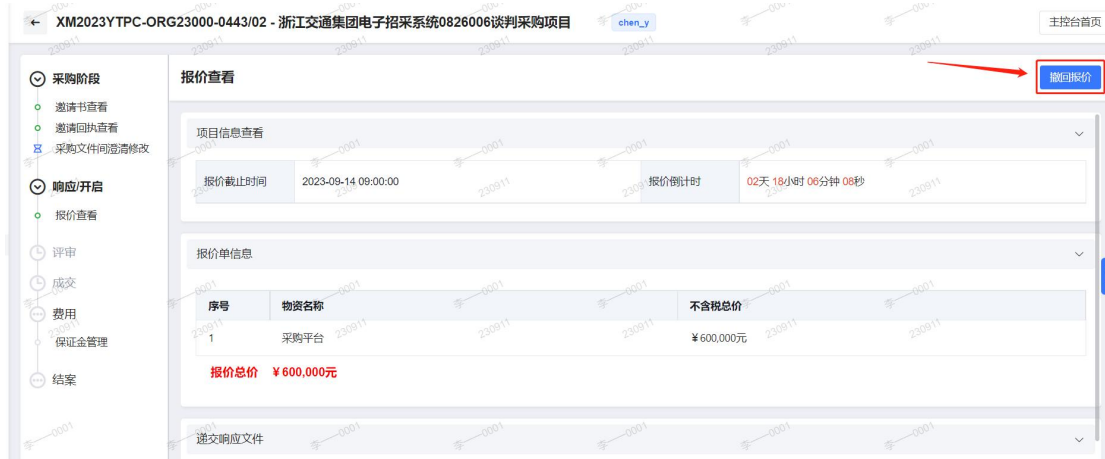 ← XM2023YTPC-ORG23000-0443/02 - 浙江交通集团电子招采系统0826006谈判采购项目 chen_y 主控台首页
采购阶段
邀请书查看
邀请回执查看
采购文件间澄清修改
响应/开启
报价查看
评审
成交
费用
保证金管理
结案
报价查看 撤回报价
项目信息查看
报价截止时间 2023-09-14 09:00:00 报价倒计时 02天 18小时 06分钟 08秒
报价单信息
序号 物资名称 不含税总价
1 采购平台 ¥600,000元
报价总价 ¥600,000元
递交响应文件
李一-0001
230911